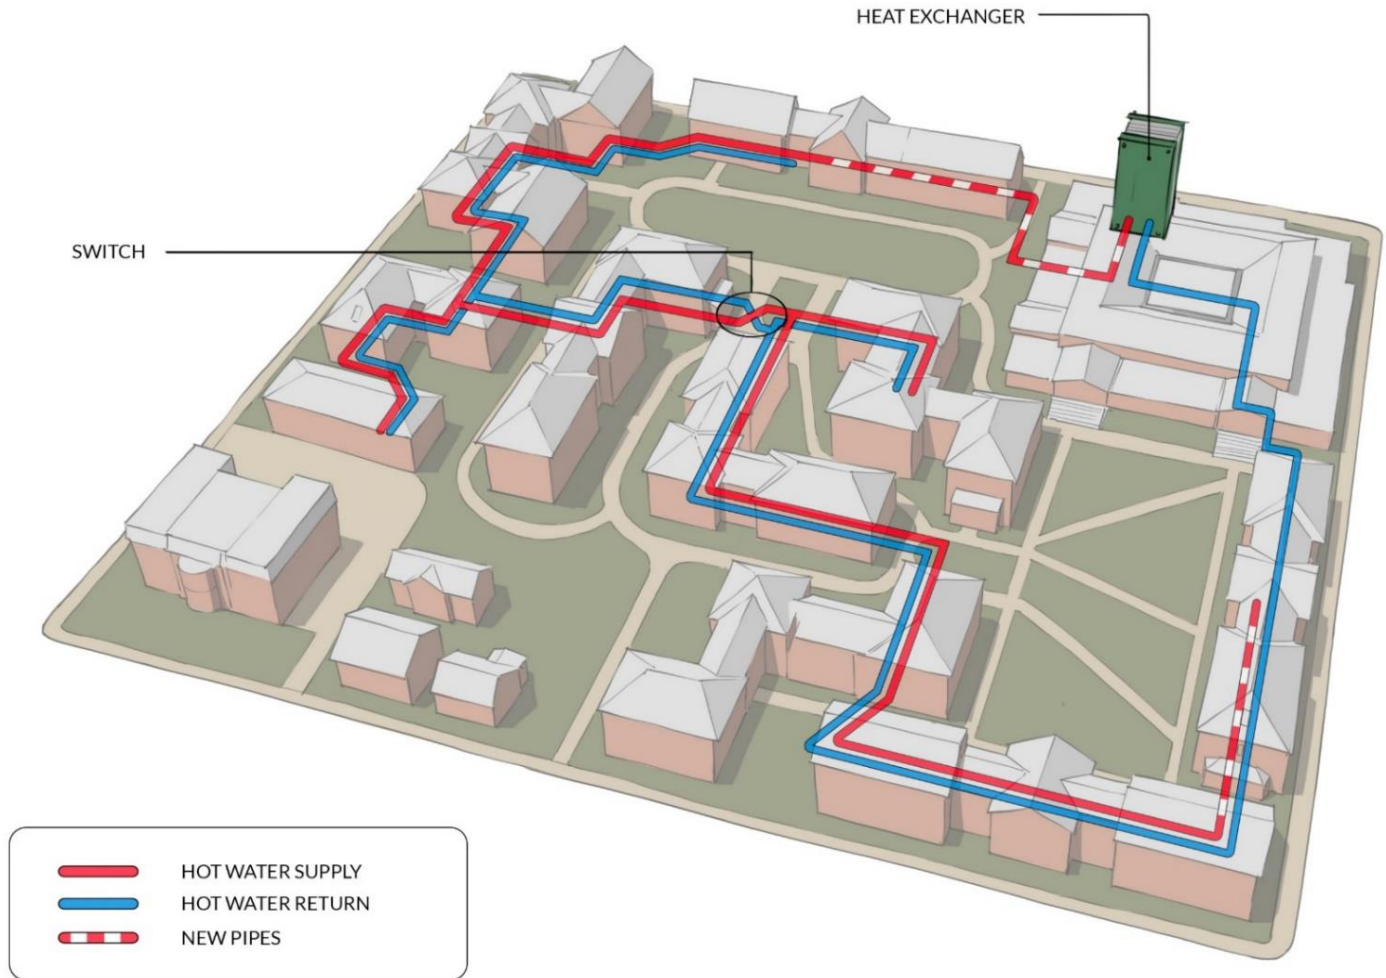 HEAT EXCHANGER
SWITCH
HOT WATER SUPPLY
HOT WATER RETURN
NEW PIPES